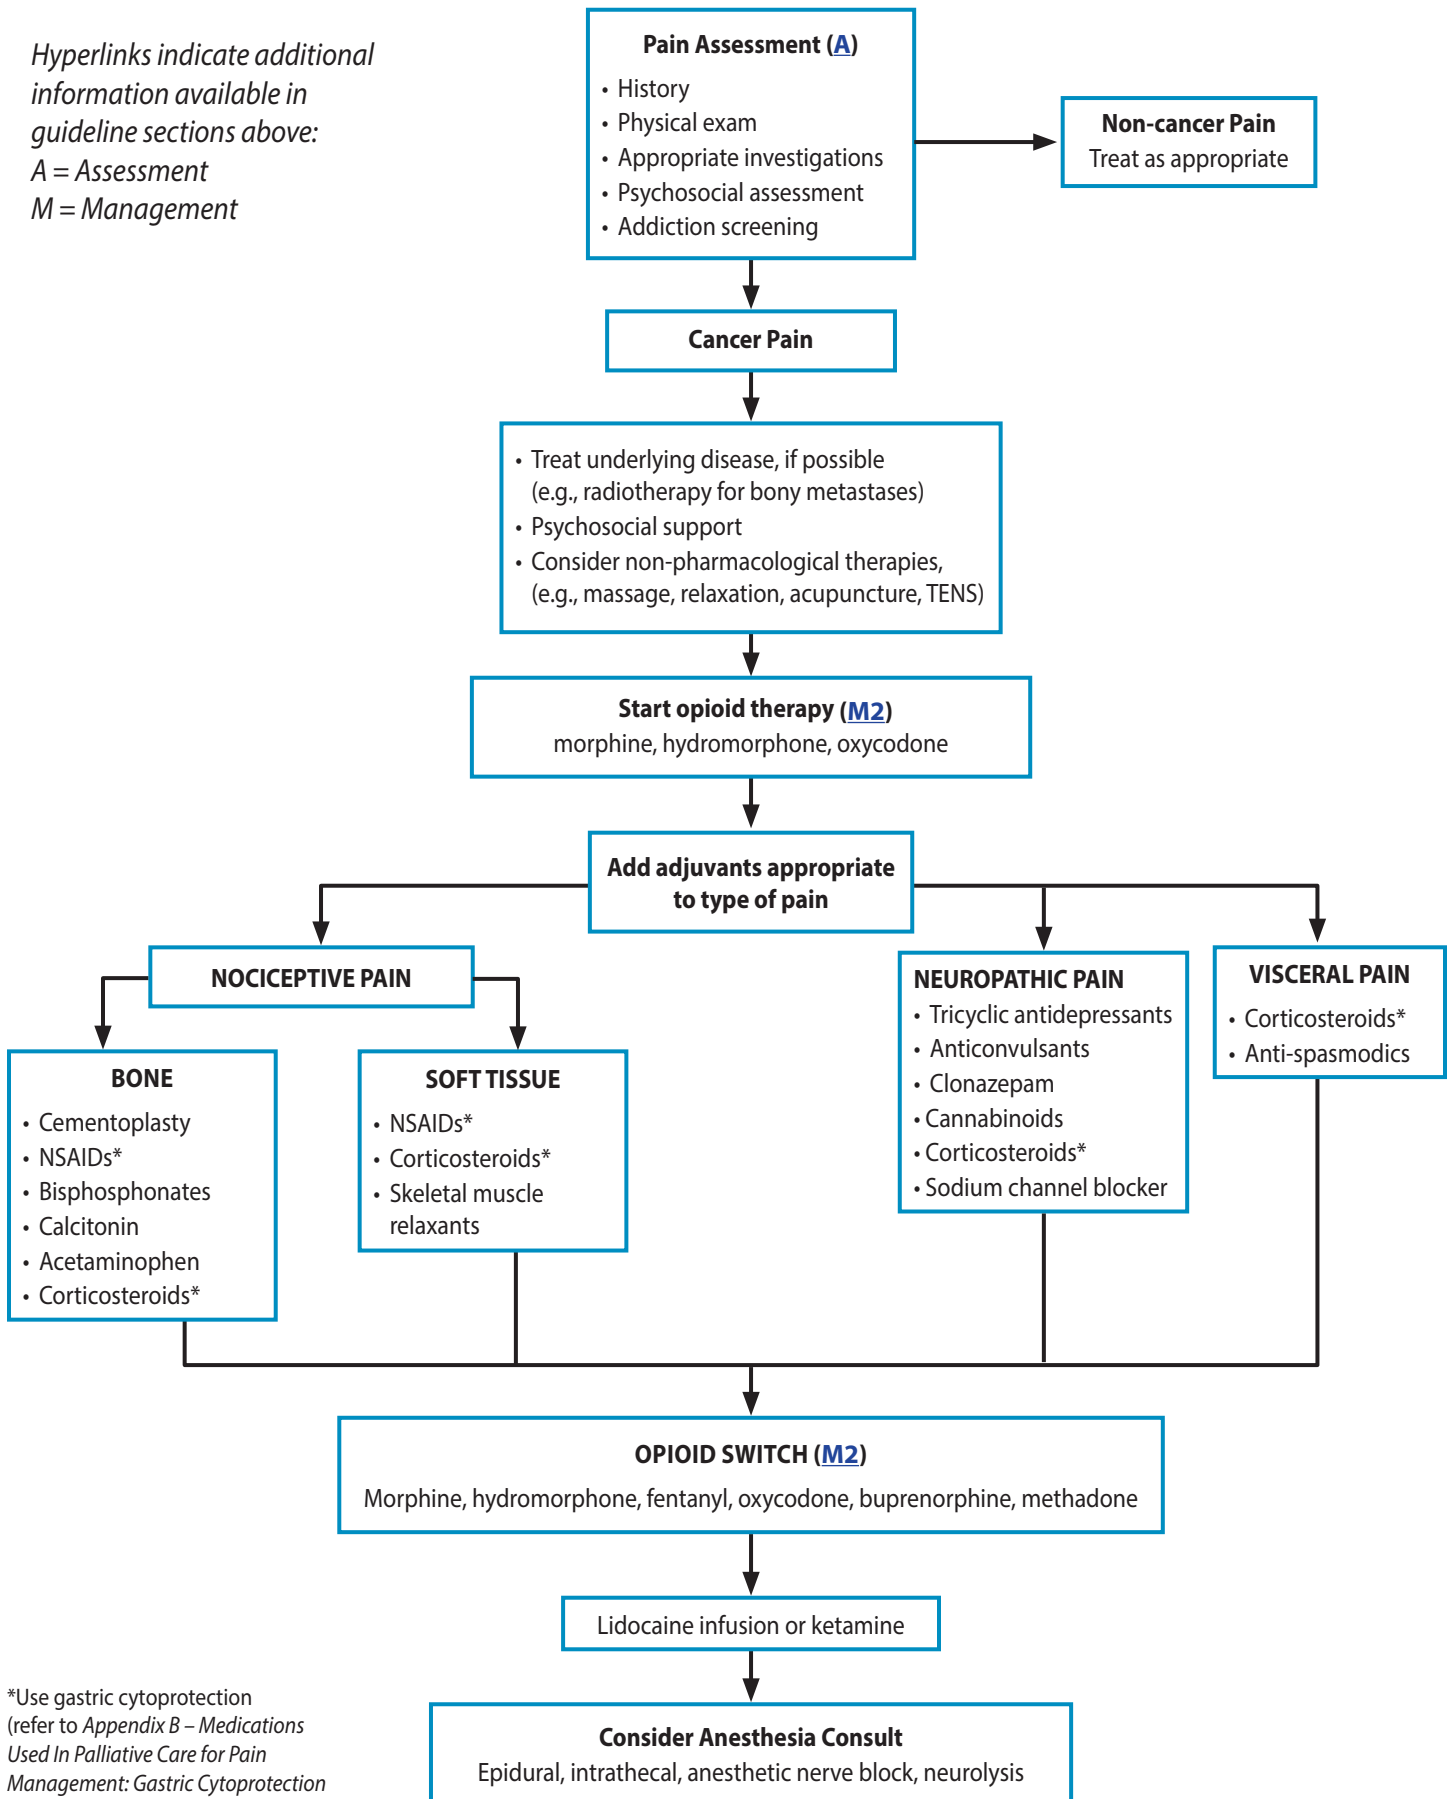 Hyperlinks indicate additional
information available in
guideline sections above:
A = Assessment
M = Management
Pain Assessment (A)
• History
• Physical exam
• Appropriate investigations
• Psychosocial assessment
• Addiction screening
Non-cancer Pain
Treat as appropriate
Cancer Pain
• Treat underlying disease, if possible
(e.g., radiotherapy for bony metastases)
• Psychosocial support
• Consider non-pharmacological therapies,
(e.g., massage, relaxation, acupuncture, TENS)
Start opioid therapy (M2)
morphine, hydromorphone, oxycodone
Add adjuvants appropriate
to type of pain
NOCICEPTIVE PAIN
BONE
• Cementoplasty
• NSAIDs*
• Bisphosphonates
• Calcitonin
• Acetaminophen
• Corticosteroids*
SOFT TISSUE
• NSAIDs*
• Corticosteroids*
• Skeletal muscle
relaxants
NEUROPATHIC PAIN
• Tricyclic antidepressants
• Anticonvulsants
• Clonazepam
• Cannabinoids
• Corticosteroids*
• Sodium channel blocker
VISCERAL PAIN
• Corticosteroids*
• Anti-spasmodics
OPIOID SWITCH (M2)
Morphine, hydromorphone, fentanyl, oxycodone, buprenorphine, methadone
Lidocaine infusion or ketamine
Consider Anesthesia Consult
Epidural, intrathecal, anesthetic nerve block, neurolysis
*Use gastric cytoprotection
(refer to Appendix B – Medications
Used In Palliative Care for Pain
Management: Gastric Cytoprotection